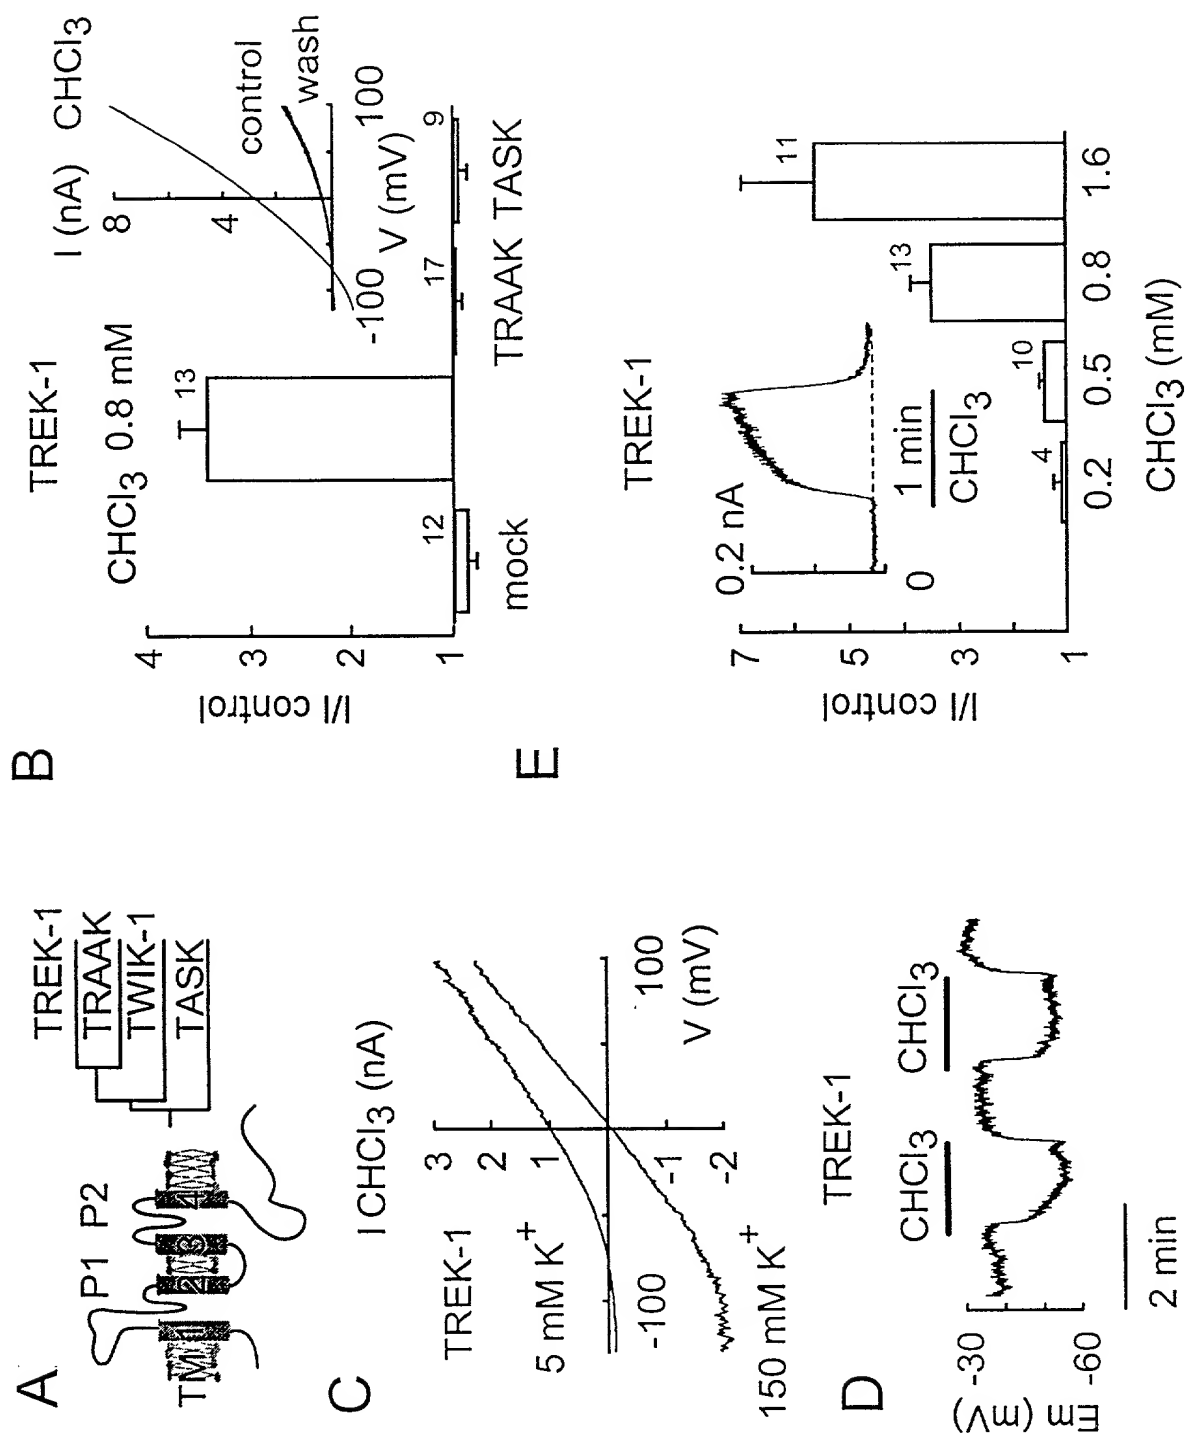 A
TM 1 2 3 4
P1 P2
TREK-1
TRAAK
TWIK-1
TASK
B
TREK-1
CHCl3 0.8 mM
I/I control
4
3
2
1
12
13
17
9
mock
TRAAK TASK
I (nA) CHCl3
8
4
control
wash
-100
100
V (mV)
C
I CHCl3 (nA)
TREK-1
3
2
1
-1
-2
5 mM K+
150 mM K+
-100
100
V (mV)
D
TREK-1
CHCl3 CHCl3
Em (mV)
-30
-60
2 min
E
TREK-1
I/I control
7
5
3
1
0.2 nA
0
1 min
CHCl3
4
10
13
11
0.2 0.5 0.8 1.6
CHCl3 (mM)